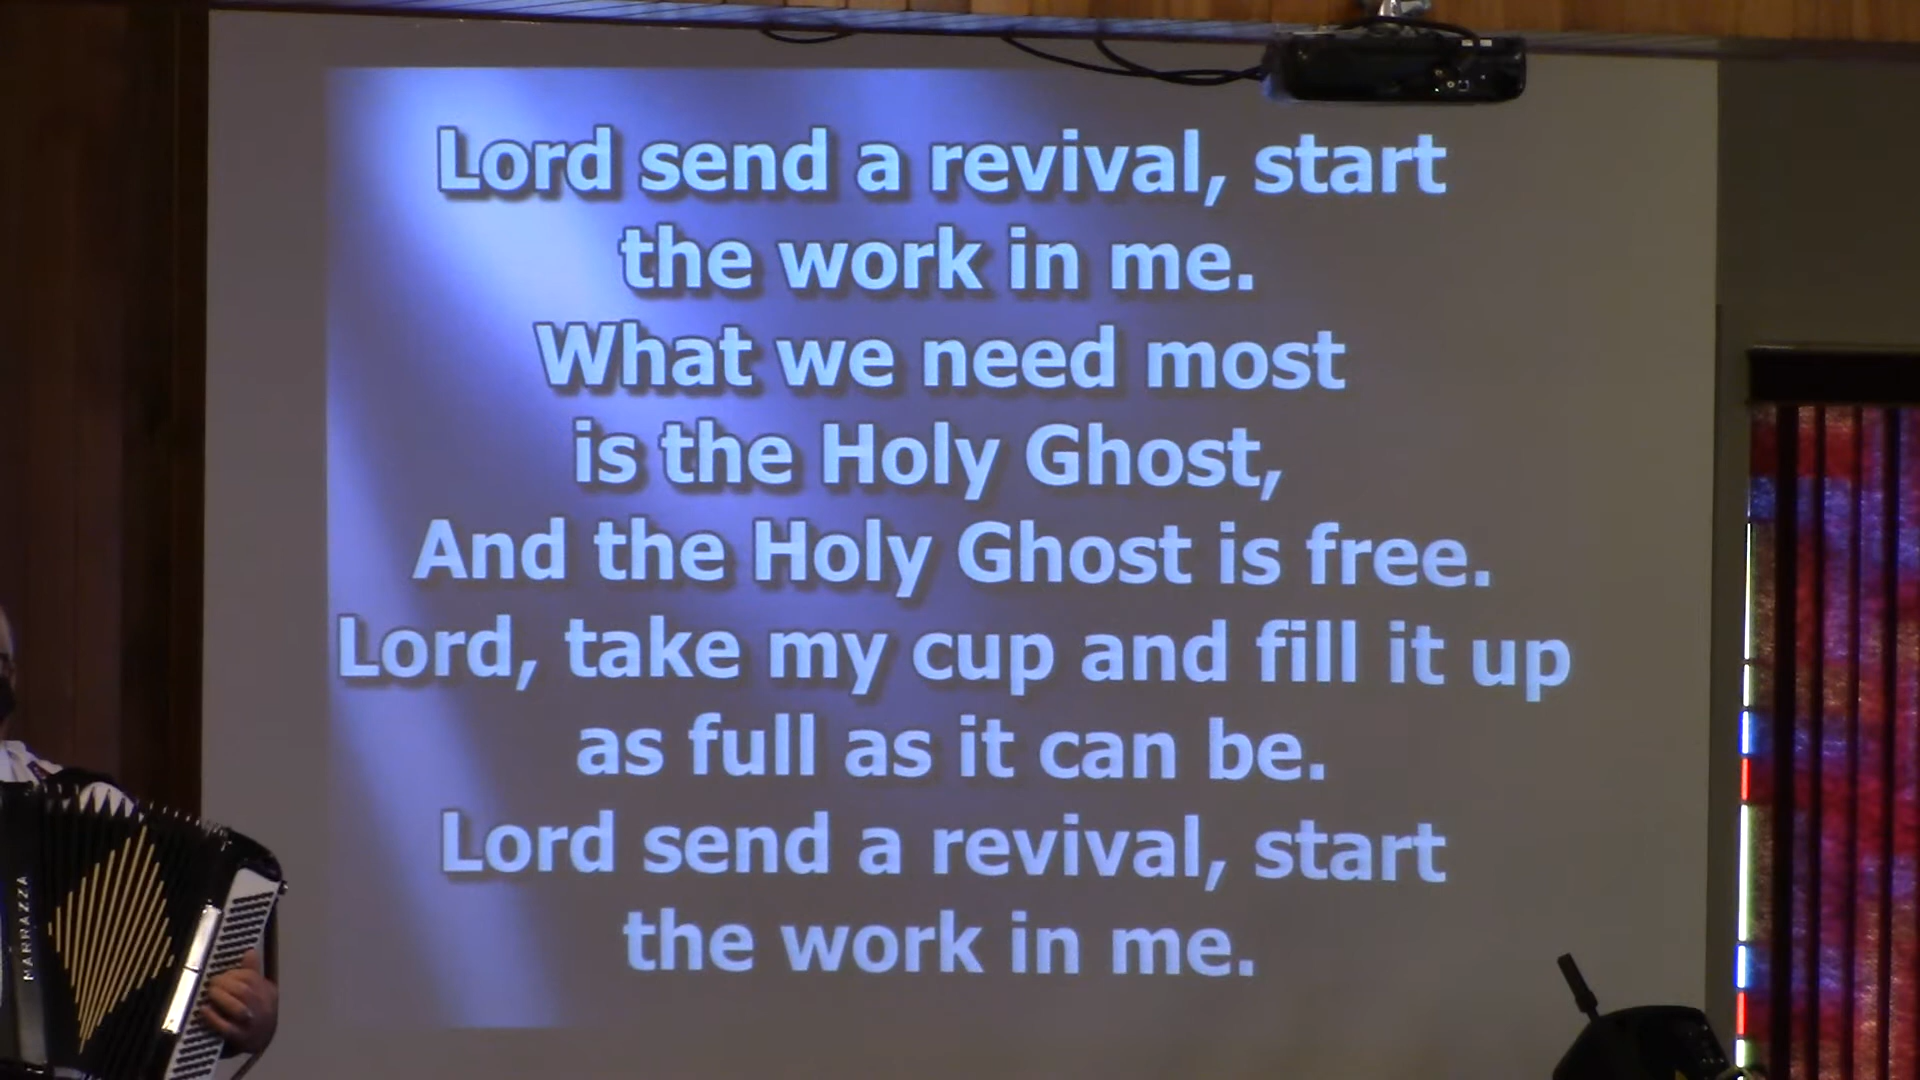 Lord send a revival, start
the work in me.
What we need most
is the Holy Ghost,
And the Holy Ghost is free.
Lord, take my cup and fill it up
as full as it can be.
Lord send a revival, start
the work in me.
MARRAZZA